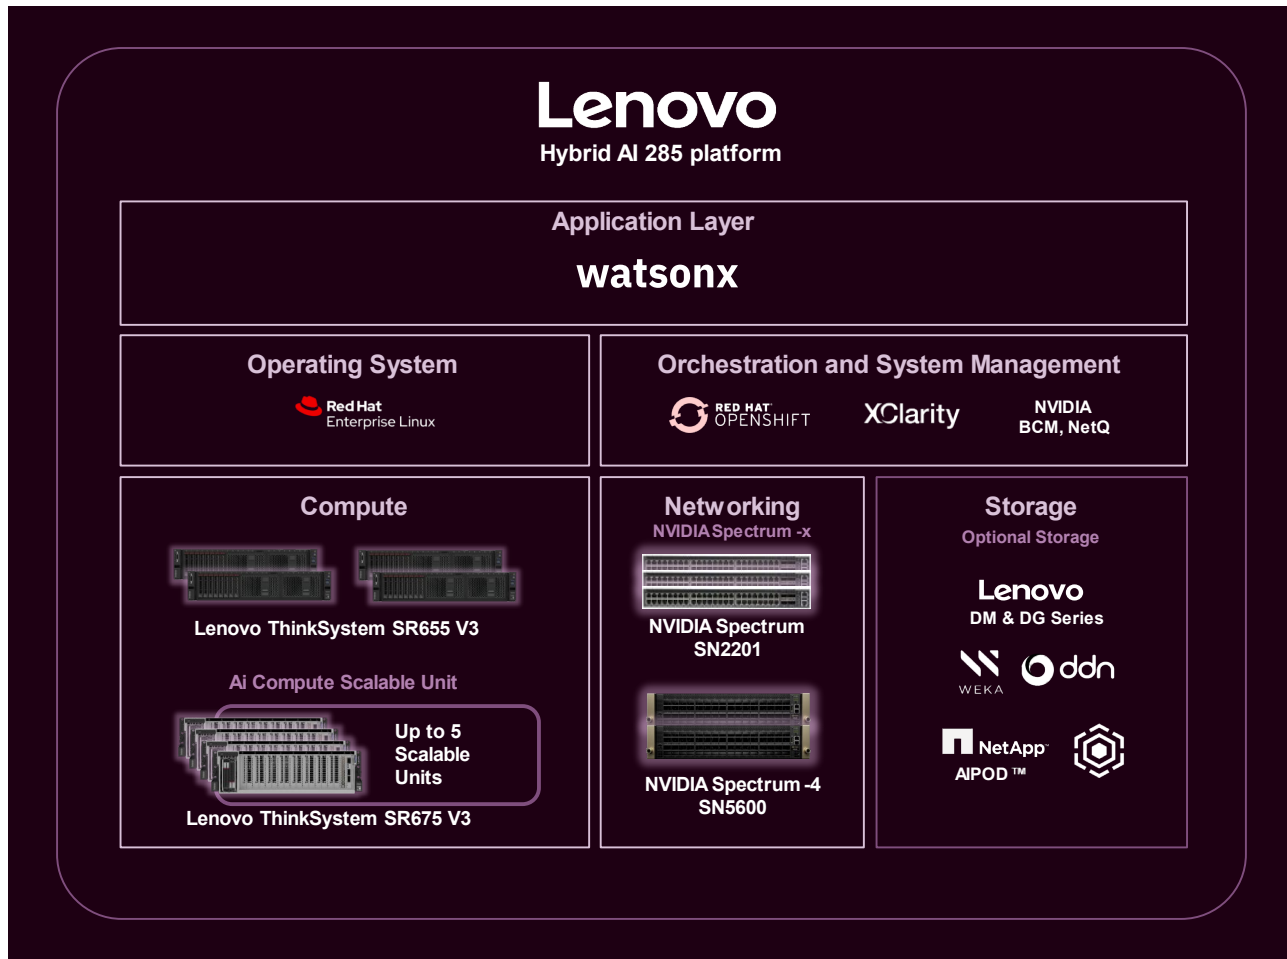 Lenovo
Hybrid AI 285 platform
Application Layer
watsonx
Operating System
Red Hat
Enterprise Linux
Orchestration and System Management
RED HAT
OPENSHIFT
XClarity
NVIDIA
BCM, NetQ
Compute
Lenovo ThinkSystem SR655 V3
Ai Compute Scalable Unit
Up to 5
Scalable
Units
Lenovo ThinkSystem SR675 V3
Networking
NVIDIA Spectrum -x
NVIDIA Spectrum
SN2201
NVIDIA Spectrum -4
SN5600
Storage
Optional Storage
Lenovo
DM & DG Series
WEKA
ddn
NetApp
AIPOD ™